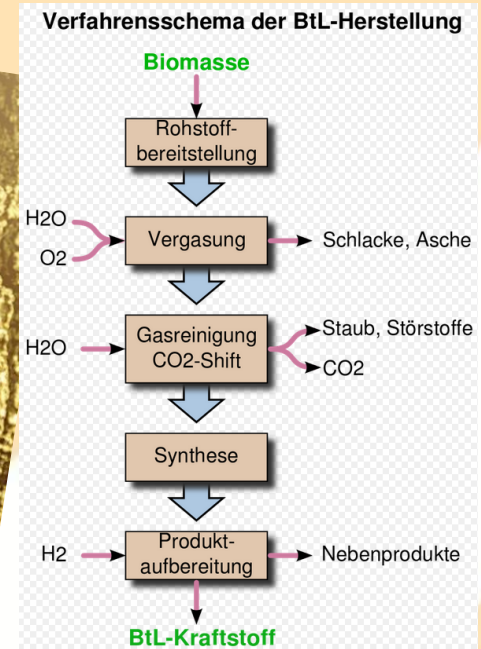 Verfahrensschema der BtL-Herstellung
Biomasse
Rohstoff-
bereitstellung
H2O
O2
Vergasung
Schlacke, Asche
H2O
Gasreinigung
CO2-Shift
Staub, Störstoffe
CO2
Synthese
H2
Produkt-
aufbereitung
Nebenprodukte
BtL-Kraftstoff